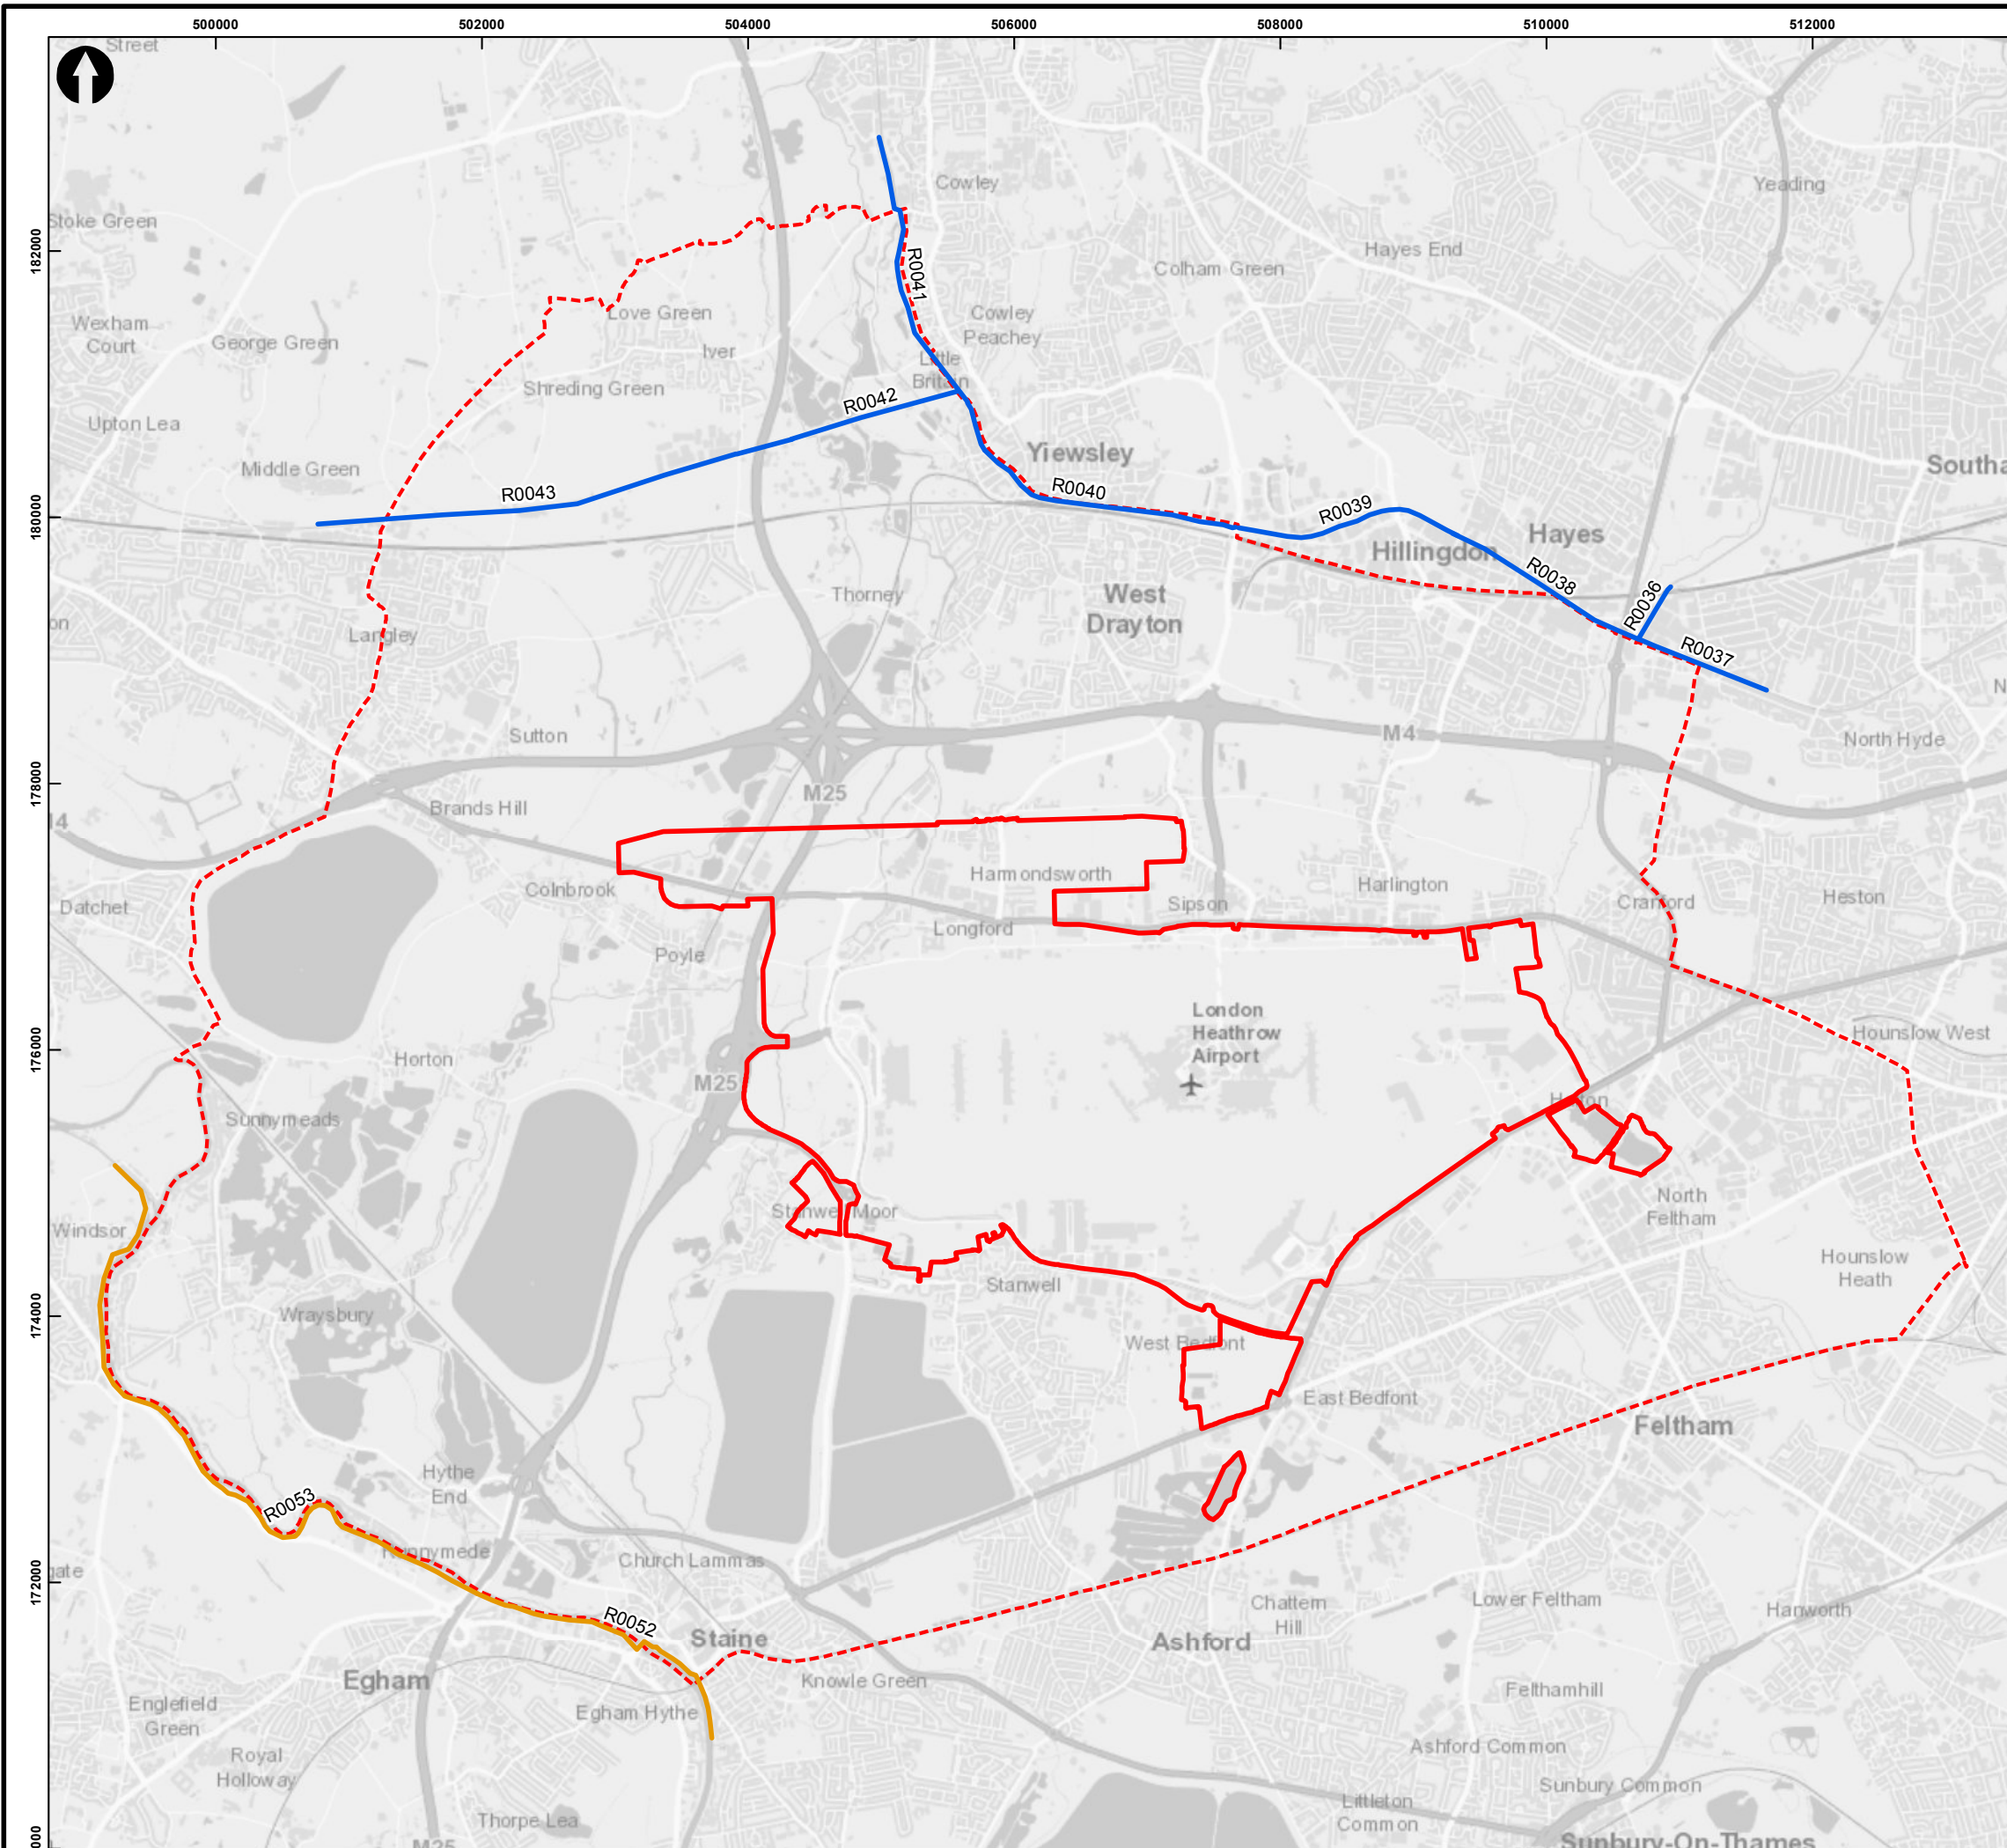 500000
502000
504000
506000
508000
510000
512000
Street
182000
180000
178000
176000
174000
172000
Cowley
Yeading
Stoke Green
Hayes End
Colham Green
R0041
Wexham
Court
George Green
Love Green
Iver
Cowley
Peachey
Little
Britain
Shreding Green
R0042
Upton Lea
Middle Green
Yiewsley
R0043
R0040
R0039
Hayes
Hillingdon
R0038
Thorney
West
Drayton
R0036
R0037
Langley
Sutton
M4
North Hyde
Brands Hill
M25
Colnbrook
Harmondsworth
Harlington
Sipson
Cranford
Heston
Datchet
Longford
Poyle
London
Heathrow
Airport
Hounslow West
Horton
M25
Sunnymeads
Hatton
Windsor
Stanwell Moor
North
Feltham
Hounslow
Heath
Stanwell
Wraysbury
West Bedfont
East Bedfont
Feltham
Hythe
End
R0053
Runnymede
Church Lammas
R0052
Staine
Chattern
Hill
Lower Feltham
Hanworth
Ashford
Egham
Knowle Green
Englefield
Green
Egham Hythe
Felthamhill
Royal
Holloway
Ashford Common
Sunbury Common
Thorpe Lea
Littleton
Common
M25
Sunbury-On-Thames